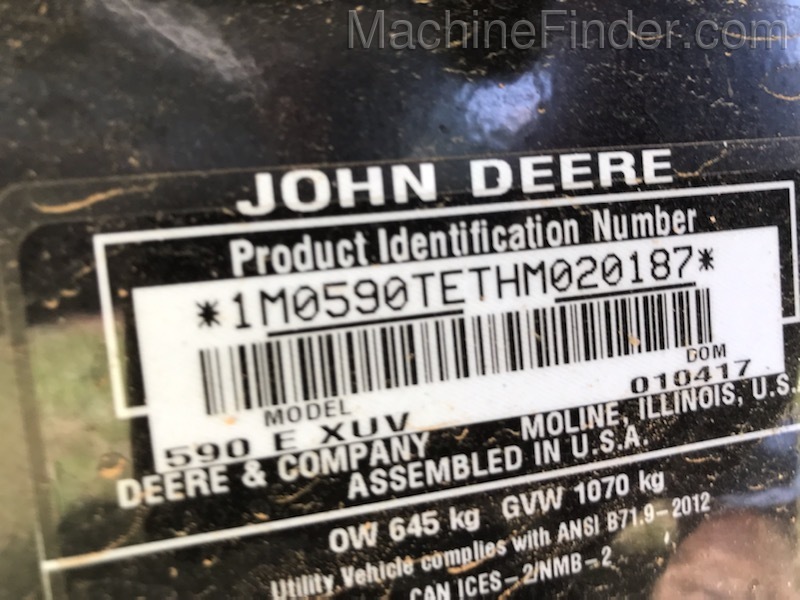 MachineFinder.com
JOHN DEERE
Product Identification Number
*1M0590TETHM020187*
DOM
MODEL 010417
590 E XUV
DEERE & COMPANY MOLINE, ILLINOIS, U.S.
ASSEMBLED IN U.S.A.
OW 645 kg GVW 1070 kg
Utility Vehicle complies with ANSI B71.9-2012
CAN ICES-2/NMB-2